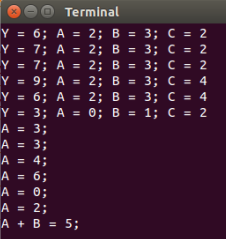 Terminal
Y = 6; A = 2; B = 3; C = 2
Y = 7; A = 2; B = 3; C = 2
Y = 7; A = 2; B = 3; C = 2
Y = 9; A = 2; B = 3; C = 4
Y = 6; A = 2; B = 3; C = 4
Y = 3; A = 0; B = 1; C = 2
A = 3;
A = 3;
A = 4;
A = 6;
A = 0;
A = 2;
A + B = 5;